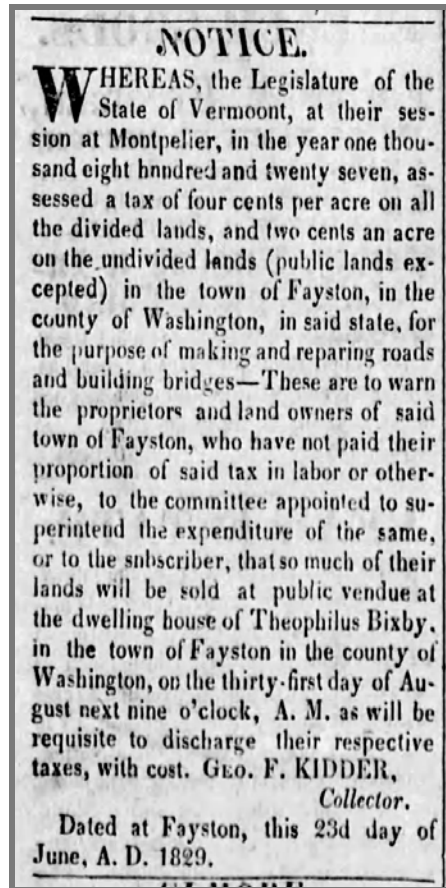 NOTICE.
WHEREAS, the Legislature of the
State of Vermoont, at their ses-
sion at Montpelier, in the year one thou-
sand eight hnndred and twenty seven, as-
sessed a tax of four cents per acre on all
the divided lands, and two cents an acre
on the undivided lands (public lands ex-
cepted) in the town of Fayston, in the
county of Washington, in said state, for
the purpose of making and reparing roads
and building bridges—These are to warn
the proprietors and land owners of said
town of Fayston, who have not paid their
proportion of said tax in labor or other-
wise, to the committee appointed to su-
perintend the expenditure of the same,
or to the snbscriber, that so much of their
lands will be sold at public vendue at
the dwelling house of Theophilus Bixby,
in the town of Fayston in the county of
Washington, on the thirty-first day of Au-
gust next nine o'clock, A. M. as will be
requisite to discharge their respective
taxes, with cost. GEO. F. KIDDER,
Collector.
Dated at Fayston, this 23d day of
June, A. D. 1829.